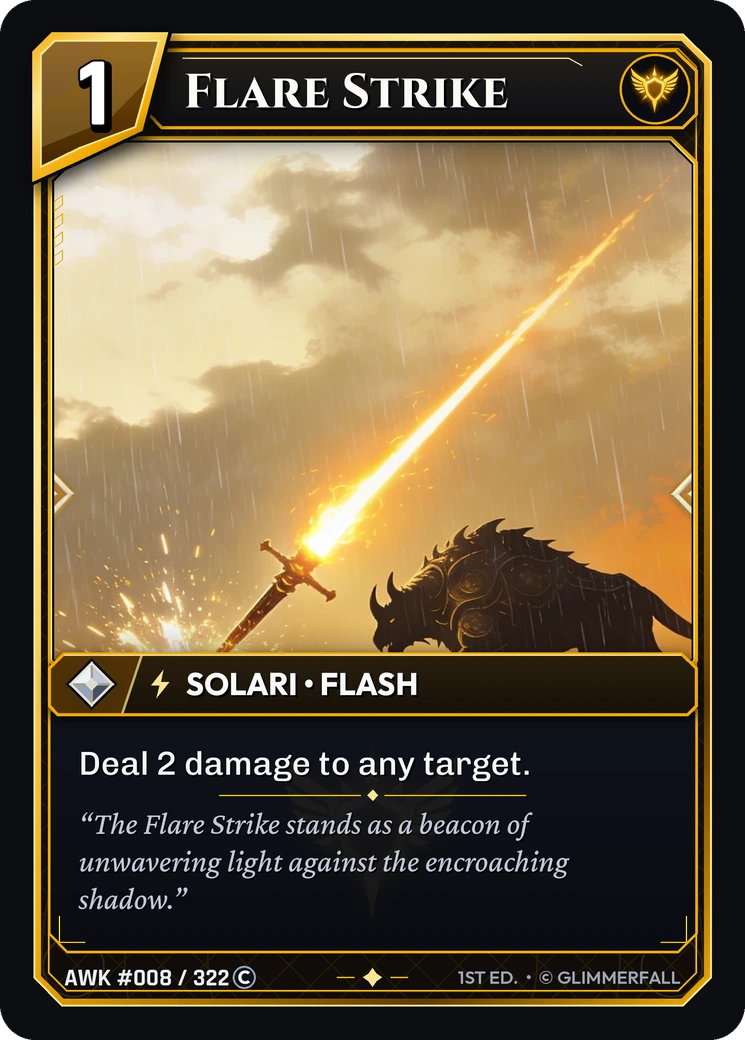 1
FLARE STRIKE
SOLARI • FLASH
Deal 2 damage to any target.
“The Flare Strike stands as a beacon of
unwavering light against the encroaching
shadow.”
AWK #008 / 322 Ⓒ
1ST ED. • © GLIMMERFALL